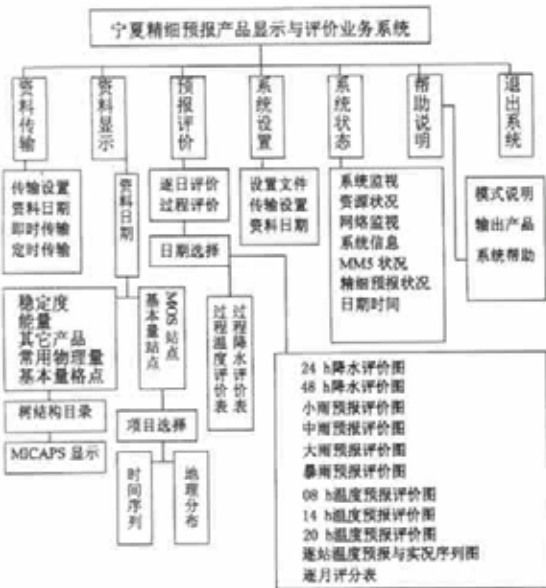 宁夏精细预报产品显示与评价业务系统
资料传输
资料显示
预报评价
系统设置
系统状态
帮助说明
退出系统
传输设置
资料日期
即时传输
定时传输
资料日期
逐日评价
过程评价
日期选择
设置文件
传输设置
资料日期
系统监视
资源状况
网络监视
系统信息
MM5 状况
精细预报状况
日期时间
模式说明
输出产品
系统帮助
稳定度
能量
其它产品
常用物理量
基本量格点
树结构目录
MICAPS 显示
MOS 站点
基本量站点
项目选择
时间序列
地理分布
过程降水评价表
过程温度评价表
24 h降水评价图
48 h降水评价图
小雨预报评价图
中雨预报评价图
大雨预报评价图
暴雨预报评价图
08 h温度预报评价图
14 h温度预报评价图
20 h温度预报评价图
逐站温度预报与实况序列图
逐月评分表